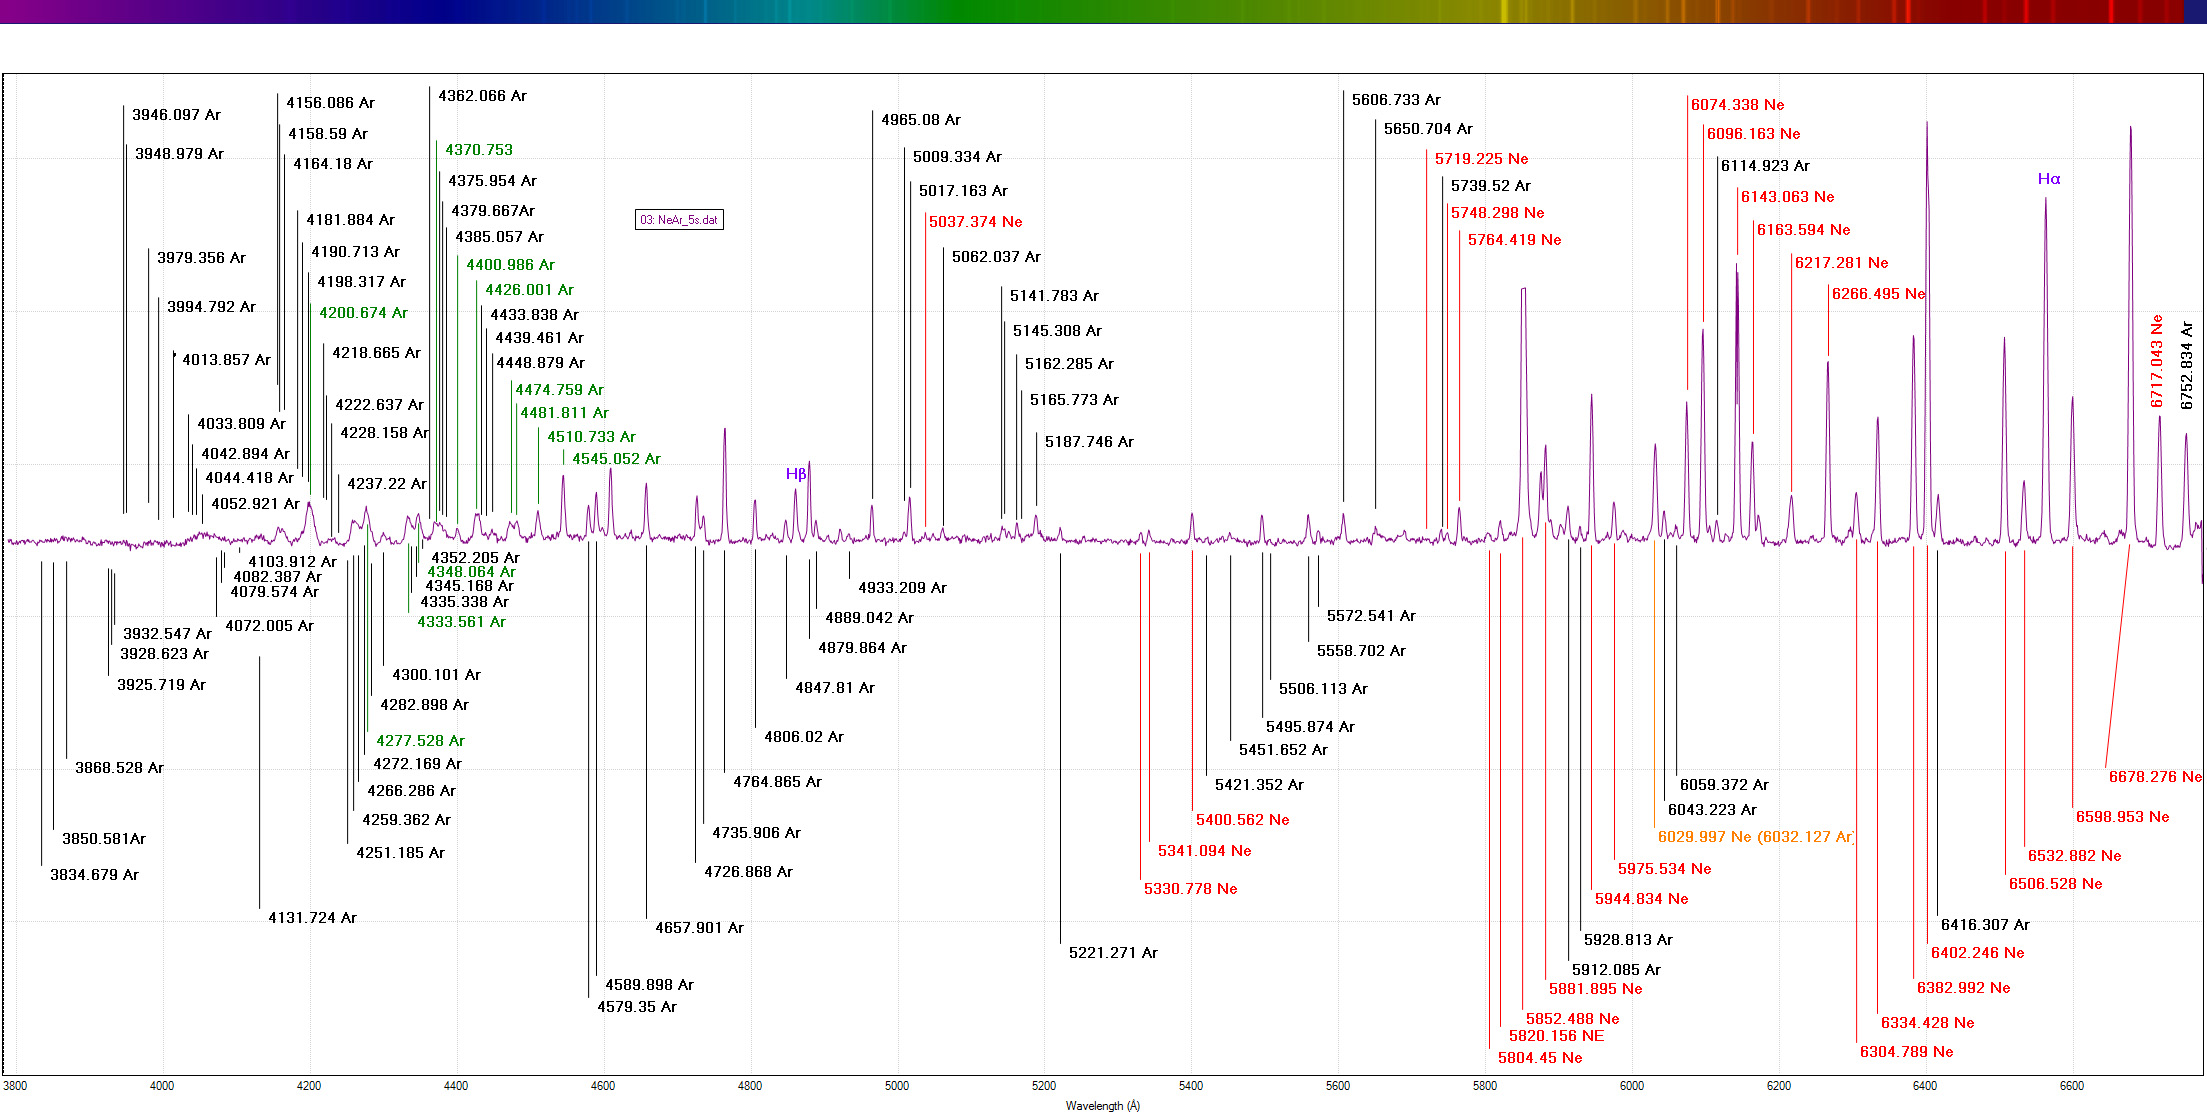 3946.097 Ar
3948.979 Ar
3979.356 Ar
3994.792 Ar
4013.857 Ar
4033.809 Ar
4042.894 Ar
4044.418 Ar
4052.921 Ar
4156.086 Ar
4158.59 Ar
4164.18 Ar
4181.884 Ar
4190.713 Ar
4198.317 Ar
4200.674 Ar
4218.665 Ar
4222.637 Ar
4228.158 Ar
4237.22 Ar
4362.066 Ar
4370.753
4375.954 Ar
4379.667Ar
4385.057 Ar
4400.986 Ar
4426.001 Ar
4433.838 Ar
4439.461 Ar
4448.879 Ar
4474.759 Ar
4481.811 Ar
4510.733 Ar
4545.052 Ar
03: NeAr_5s.dat
Hβ
4965.08 Ar
5009.334 Ar
5017.163 Ar
5037.374 Ne
5062.037 Ar
5141.783 Ar
5145.308 Ar
5162.285 Ar
5165.773 Ar
5187.746 Ar
5606.733 Ar
5650.704 Ar
5719.225 Ne
5739.52 Ar
5748.298 Ne
5764.419 Ne
6074.338 Ne
6096.163 Ne
6114.923 Ar
6143.063 Ne
6163.594 Ne
6217.281 Ne
6266.495 Ne
Hα
6717.043 Ne
6752.834 Ar
4103.912 Ar
4082.387 Ar
4079.574 Ar
4072.005 Ar
3932.547 Ar
3928.623 Ar
3925.719 Ar
3868.528 Ar
3850.581Ar
3834.679 Ar
4131.724 Ar
4352.205 Ar
4348.064 Ar
4345.168 Ar
4335.338 Ar
4333.561 Ar
4300.101 Ar
4282.898 Ar
4277.528 Ar
4272.169 Ar
4266.286 Ar
4259.362 Ar
4251.185 Ar
4933.209 Ar
4889.042 Ar
4879.864 Ar
4847.81 Ar
4806.02 Ar
4764.865 Ar
4735.906 Ar
4726.868 Ar
4657.901 Ar
4589.898 Ar
4579.35 Ar
5572.541 Ar
5558.702 Ar
5506.113 Ar
5495.874 Ar
5451.652 Ar
5421.352 Ar
5400.562 Ne
5341.094 Ne
5330.778 Ne
5221.271 Ar
6059.372 Ar
6043.223 Ar
6029.997 Ne (6032.127 Ar)
5975.534 Ne
5944.834 Ne
5928.813 Ar
5912.085 Ar
5881.895 Ne
5852.488 Ne
5820.156 NE
5804.45 Ne
6678.276 Ne
6598.953 Ne
6532.882 Ne
6506.528 Ne
6416.307 Ar
6402.246 Ne
6382.992 Ne
6334.428 Ne
6304.789 Ne
3800 4000 4200 4400 4600 4800 5000 5200 5400 5600 5800 6000 6200 6400 6600
Wavelength (Å)